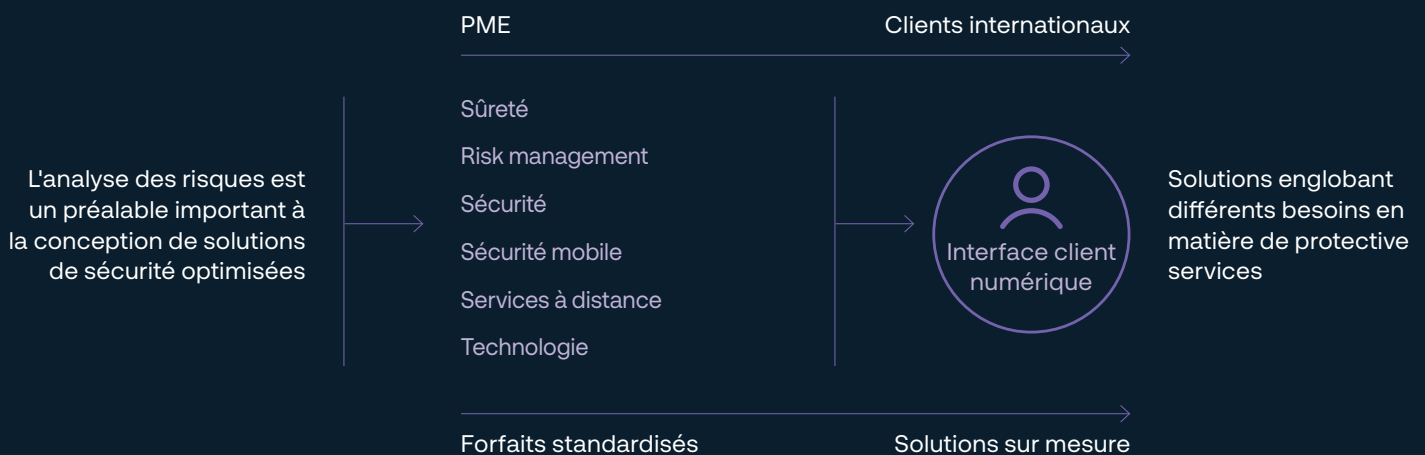 PME
Clients internationaux
L'analyse des risques est
un préalable important à
la conception de solutions
de sécurité optimisées
Sûreté
Risk management
Sécurité
Sécurité mobile
Services à distance
Technologie
Interface client
numérique
Solutions englobant
différents besoins en
matière de protective
services
Forfaits standardisés
Solutions sur mesure